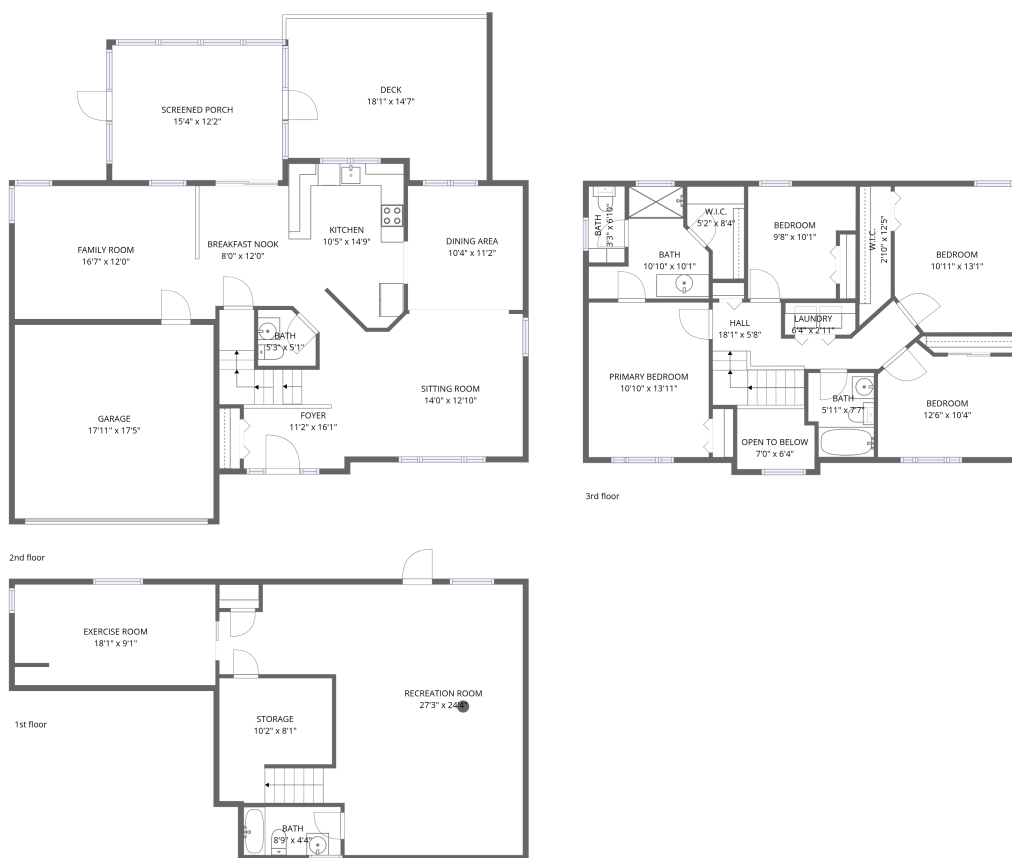 DECK
18'1" x 14'7"
SCREENED PORCH
15'4" x 12'2"
KITCHEN
10'5" x 14'9"
FAMILY ROOM
16'7" x 12'0"
BREAKFAST NOOK
8'0" x 12'0"
DINING AREA
10'4" x 11'2"
BATH
5'3" x 5'1"
SITTING ROOM
14'0" x 12'10"
GARAGE
17'11" x 17'5"
FOYER
11'2" x 16'1"
2nd floor
BATH
3'3" x 6'10"
W.I.C.
5'2" x 8'4"
BEDROOM
9'8" x 10'1"
W.I.C.
2'10" x 12'5"
BATH
10'10" x 10'1"
BEDROOM
10'11" x 13'1"
HALL
18'1" x 5'8"
LAUNDRY
6'4" x 2'11"
PRIMARY BEDROOM
10'10" x 13'11"
BATH
5'11" x 7'7"
BEDROOM
12'6" x 10'4"
OPEN TO BELOW
7'0" x 6'4"
3rd floor
EXERCISE ROOM
18'1" x 9'1"
RECREATION ROOM
27'3" x 24'4"
STORAGE
10'2" x 8'1"
1st floor
BATH
8'9" x 4'4"